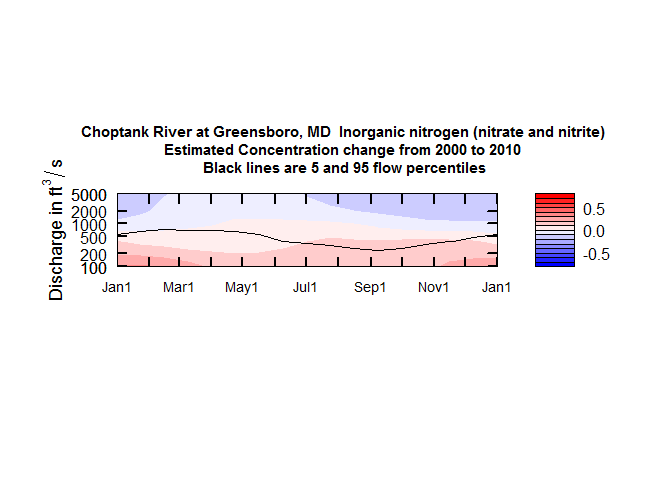 Choptank River at Greensboro, MD  Inorganic nitrogen (nitrate and nitrite)
Estimated Concentration change from 2000 to 2010
Black lines are 5 and 95 flow percentiles
Discharge in ft³/s
5000
2000
1000
500
200
100
Jan1 Mar1 May1 Jul1 Sep1 Nov1 Jan1
0.5
0.0
-0.5